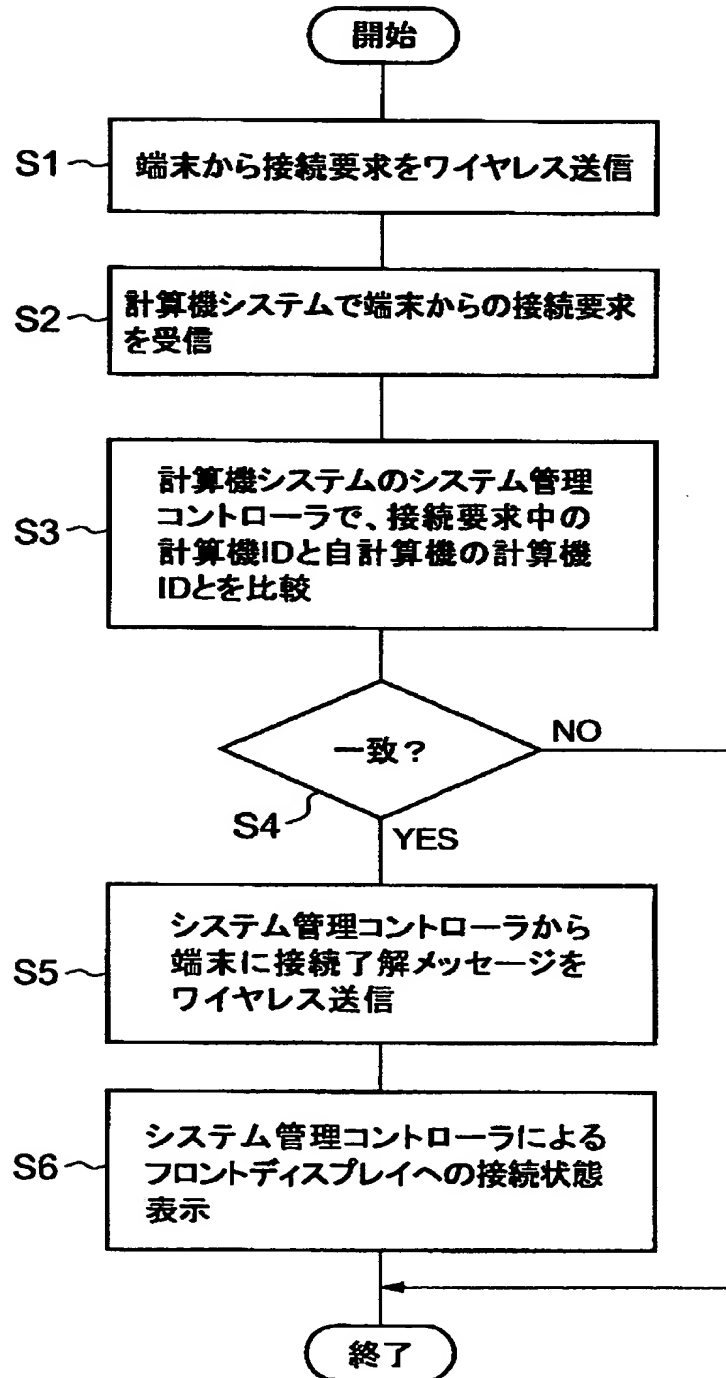 開始
S1
端末から接続要求をワイヤレス送信
S2
計算機システムで端末からの接続要求
を受信
S3
計算機システムのシステム管理
コントローラで、接続要求中の
計算機IDと自計算機の計算機
IDとを比較
一致？
NO
S4
YES
S5
システム管理コントローラから
端末に接続了解メッセージを
ワイヤレス送信
S6
システム管理コントローラによる
フロントディスプレイへの接続状態
表示
終了